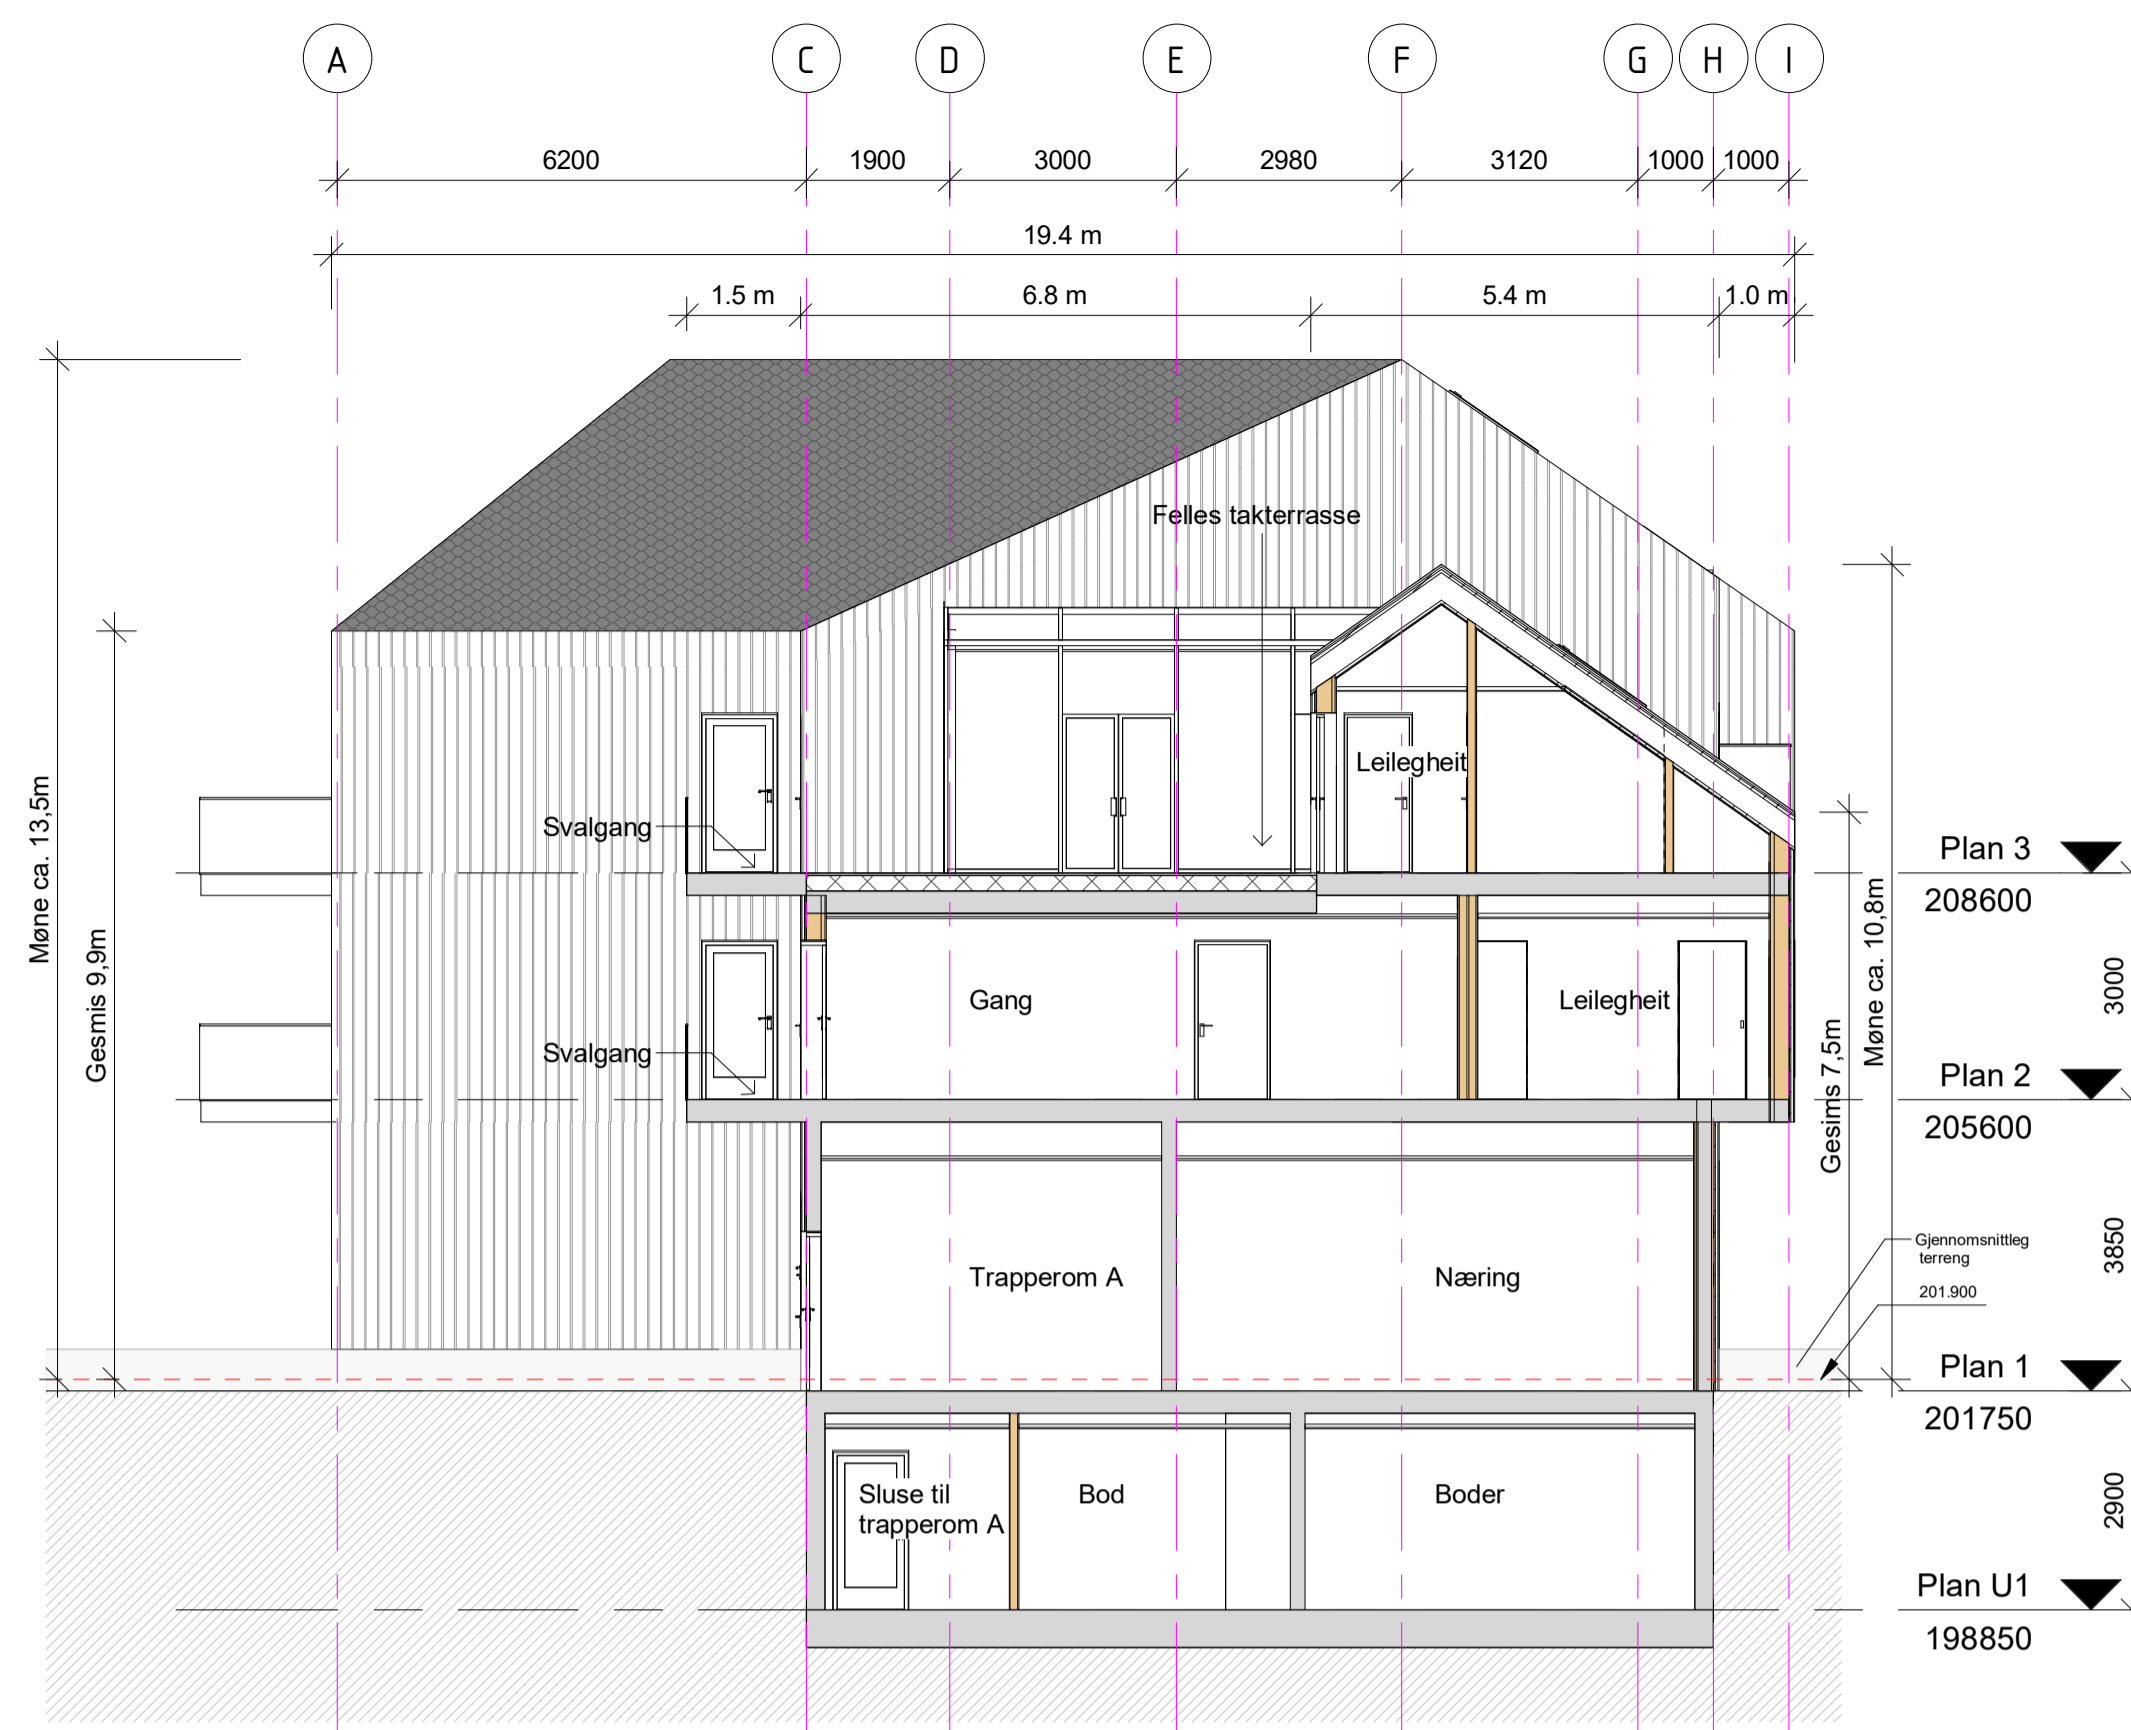 A C D E F G H I
6200 1900 3000 2980 3120 1000 1000
19.4 m
1.5 m 6.8 m 5.4 m 1.0 m
Møne ca. 13,5m
Gesmis 9,9m
Felles takterrasse
Leilegheit
Svalgang
Svalgang
Gang
Leilegheit
Trapperom A
Næring
Sluse til
trapperom A
Bod
Boder
Gesims 7,5m
Møne ca. 10,8m
Plan 3
208600
3000
Plan 2
205600
3850
Gjennomsnittleg
terreng
201.900
Plan 1
201750
2900
Plan U1
198850